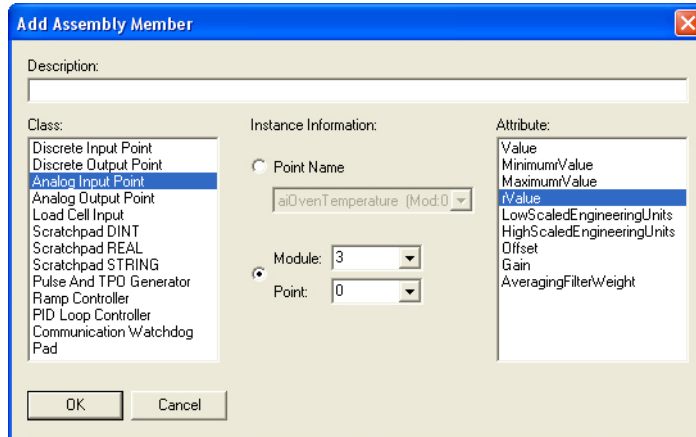 Add Assembly Member
Description:
Class:
Discrete Input Point
Discrete Output Point
Analog Input Point
Analog Output Point
Load Cell Input
Scratchpad DINT
Scratchpad REAL
Scratchpad STRING
Pulse And TPO Generator
Ramp Controller
PID Loop Controller
Communication Watchdog
Pad
Instance Information:
Point Name
aiOvenTemperature (Mod:0
Module: 3
Point: 0
Attribute:
Value
MinimumrValue
MaximumrValue
rValue
LowScaledEngineeringUnits
HighScaledEngineeringUnits
Offset
Gain
AveragingFilterWeight
OK
Cancel